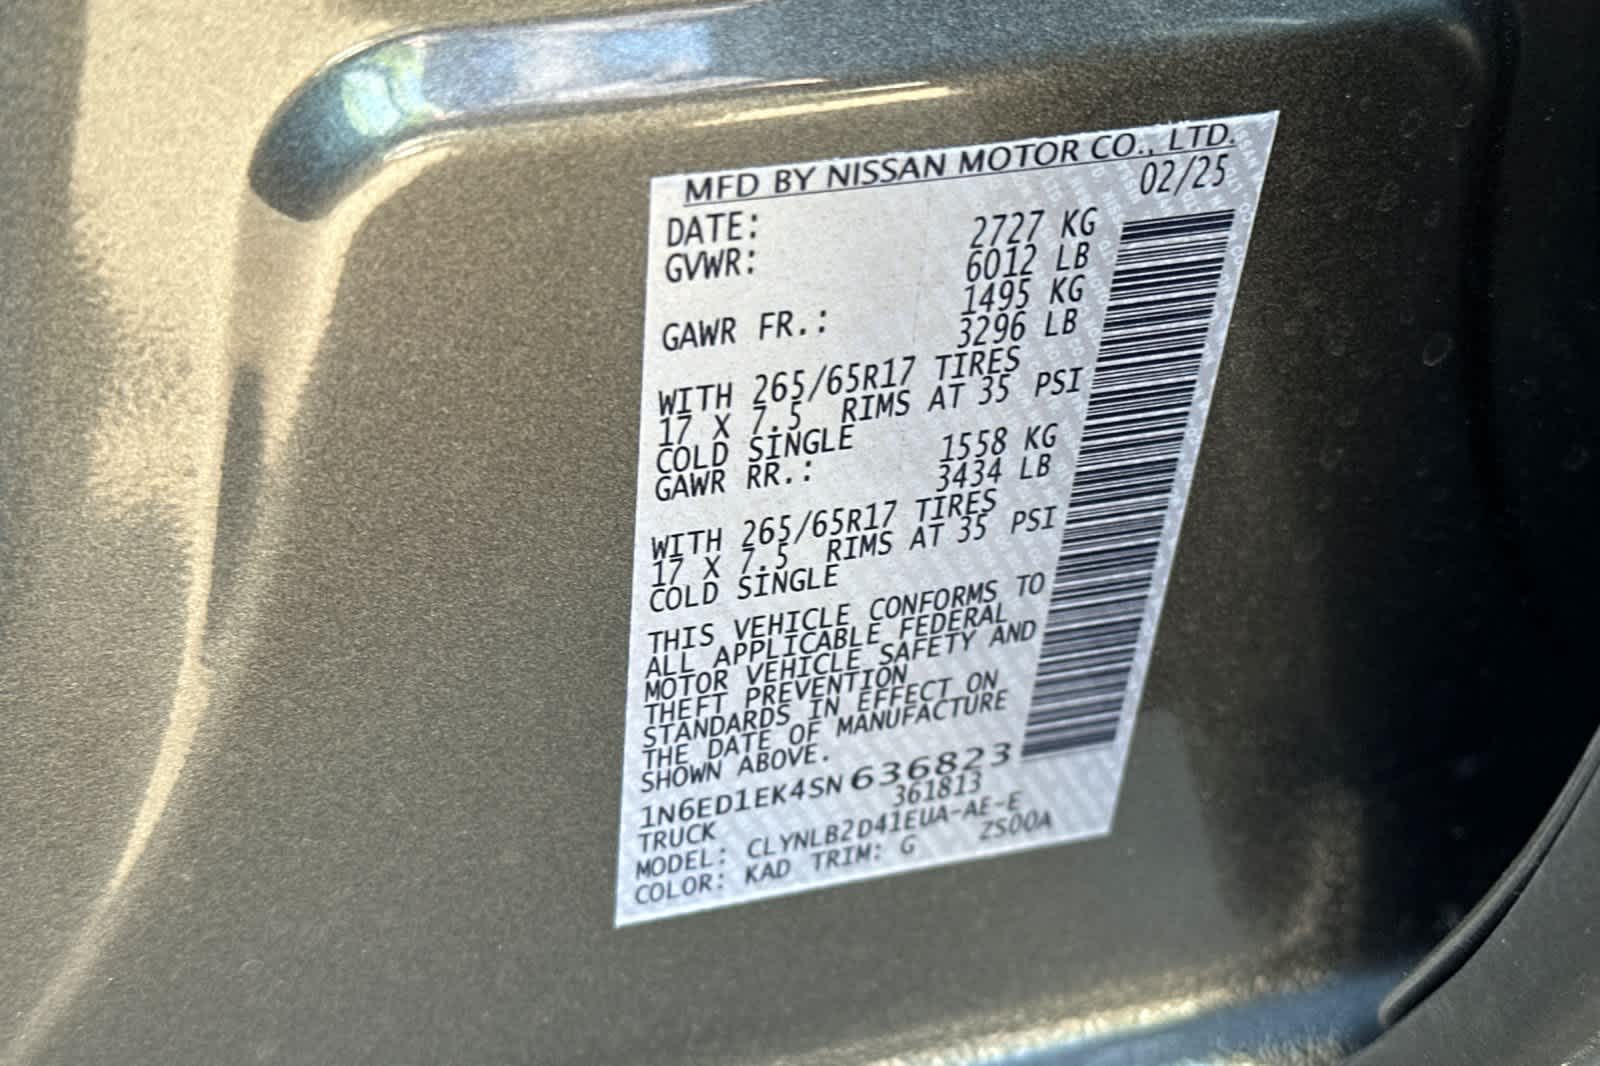 MFD BY NISSAN MOTOR CO., LTD.
DATE: 02/25
GVWR: 2727 KG
6012 LB
GAWR FR.: 1495 KG
3296 LB
WITH 265/65R17 TIRES
17 X 7.5 RIMS AT 35 PSI
COLD SINGLE
GAWR RR.: 1558 KG
3434 LB
WITH 265/65R17 TIRES
17 X 7.5 RIMS AT 35 PSI
COLD SINGLE
THIS VEHICLE CONFORMS TO
ALL APPLICABLE FEDERAL
MOTOR VEHICLE SAFETY AND
THEFT PREVENTION
STANDARDS IN EFFECT ON
THE DATE OF MANUFACTURE
SHOWN ABOVE.
1N6ED1EK4SN636823
TRUCK 361813
MODEL: CLYNLB2D41EUA-AE-E
COLOR: KAD TRIM: G ZS00A